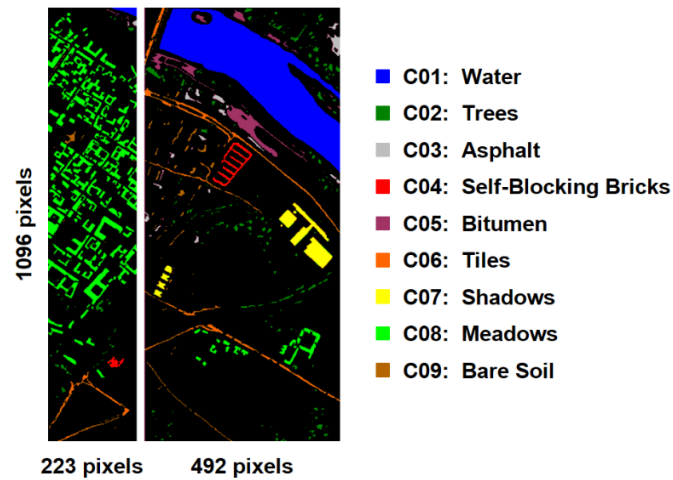 1096 pixels
223 pixels
492 pixels
C01: Water
C02: Trees
C03: Asphalt
C04: Self-Blocking Bricks
C05: Bitumen
C06: Tiles
C07: Shadows
C08: Meadows
C09: Bare Soil